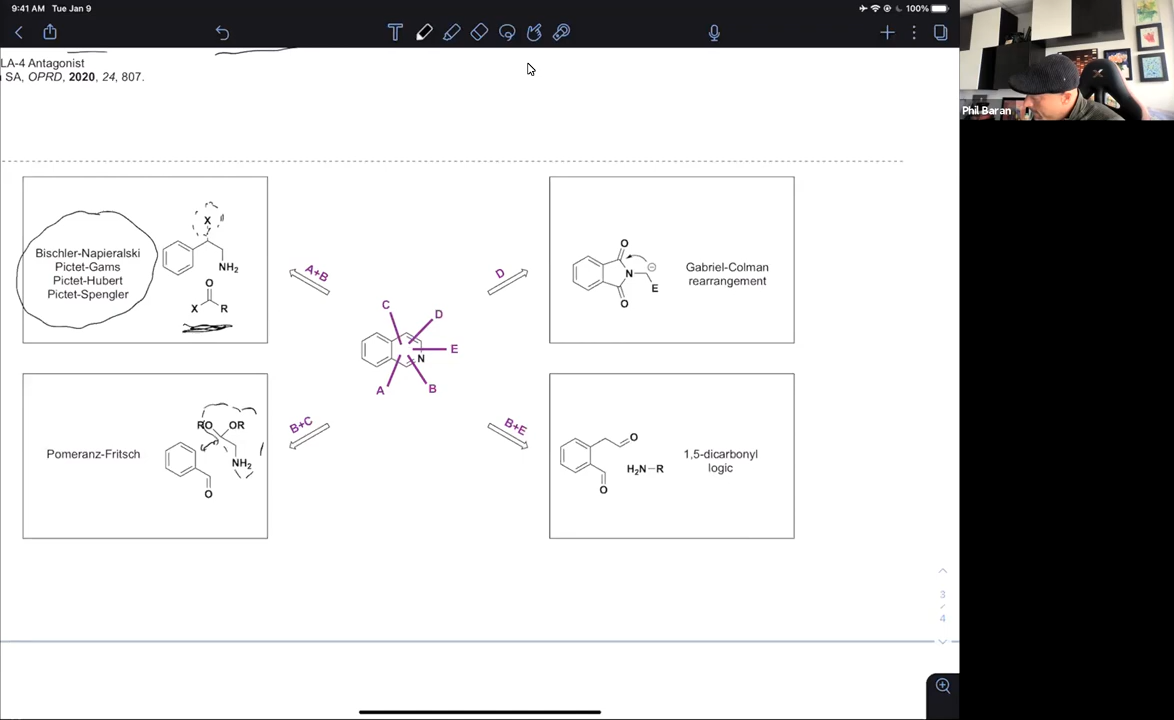 9:41 AM Tue Jan 9
100%
T
LA-4 Antagonist
SA, OPRD, 2020, 24, 807.
Phil Baran
Bischler-Napieralski
Pictet-Gams
Pictet-Hubert
Pictet-Spengler
X
NH2
O
X
R
A+B
D
O
N
O
E
Gabriel-Colman
rearrangement
C
D
E
N
A
B
Pomeranz-Fritsch
RO
OR
NH2
O
B+C
B+E
O
O
H2N–R
1,5-dicarbonyl
logic
3
/
4